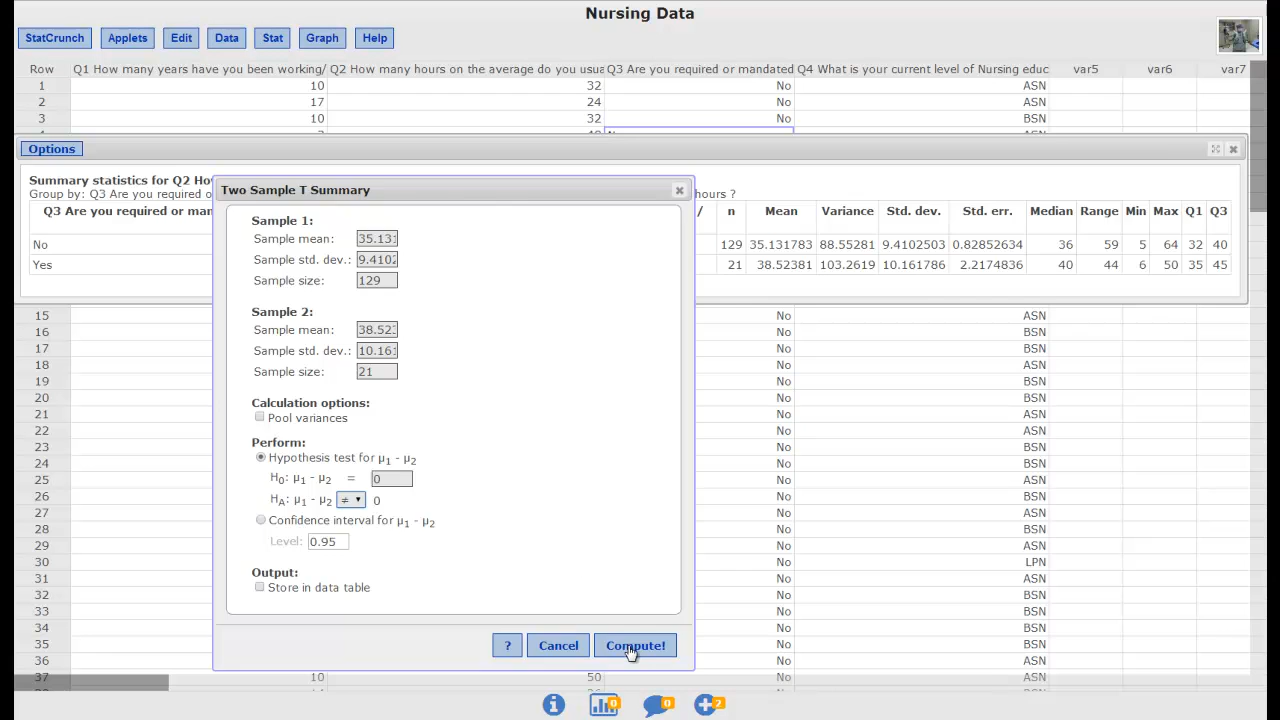 Nursing Data
StatCrunch Applets Edit Data Stat Graph Help
Row Q1 How many years have you been working/ Q2 How many hours on the average do you usua Q3 Are you required or mandated Q4 What is your current level of Nursing educ var5 var6 var7
1 10 32 No ASN
2 17 24 No ASN
3 10 32 No BSN
Options
Summary statistics for Q2 Ho
Group by: Q3 Are you required o hours ?
Q3 Are you required or man / n Mean Variance Std. dev. Std. err. Median Range Min Max Q1 Q3
No 129 35.131783 88.55281 9.4102503 0.82852634 36 59 5 64 32 40
Yes 21 38.52381 103.2619 10.161786 2.2174836 40 44 6 50 35 45
Two Sample T Summary
Sample 1:
Sample mean: 35.131
Sample std. dev.: 9.4102
Sample size: 129
Sample 2:
Sample mean: 38.52
Sample std. dev.: 10.161
Sample size: 21
Calculation options:
Pool variances
Perform:
Hypothesis test for μ1 - μ2
H0: μ1 - μ2 = 0
HA: μ1 - μ2 ≠ 0
Confidence interval for μ1 - μ2
Level: 0.95
Output:
Store in data table
? Cancel Compute!
15 No ASN
16 No BSN
17 No BSN
18 No ASN
19 No BSN
20 No BSN
21 No ASN
22 No ASN
23 No BSN
24 No BSN
25 No ASN
26 No BSN
27 No ASN
28 No BSN
29 No ASN
30 No LPN
31 No ASN
32 No BSN
33 No BSN
34 No BSN
35 No BSN
36 No ASN
37 10 50 No ASN
0 0 2